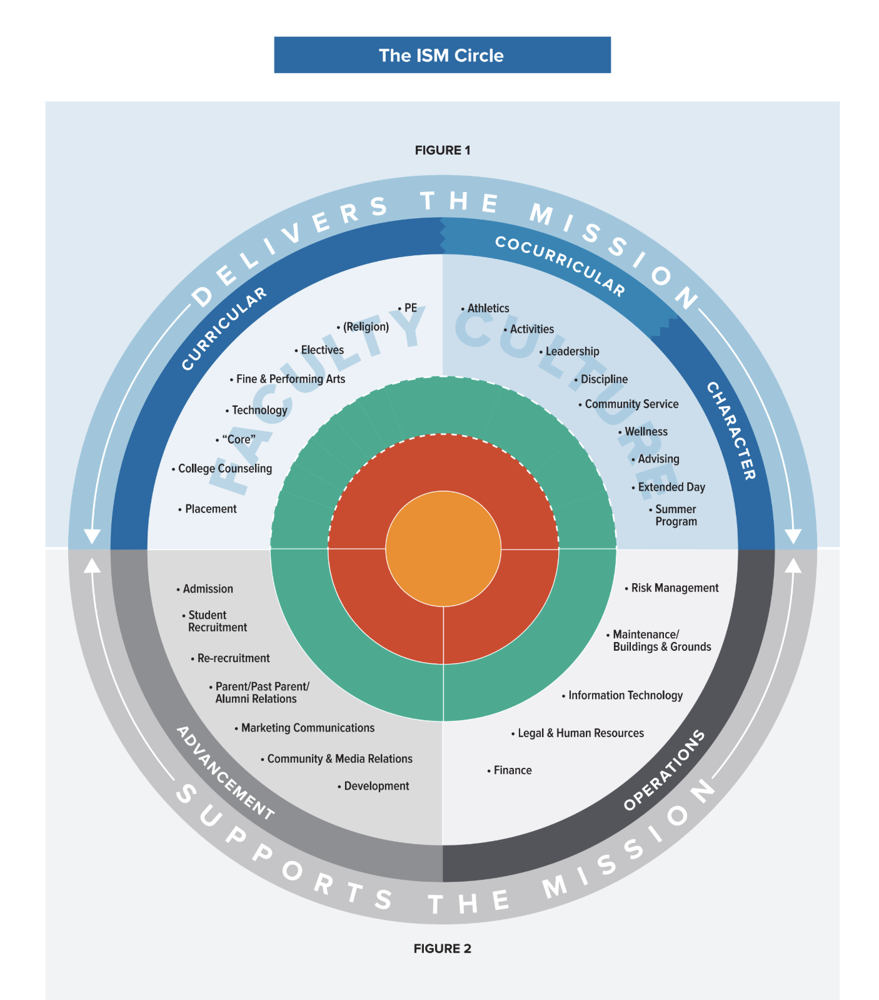 The ISM Circle
FIGURE 1
DELIVERS THE MISSION
CURRICULAR
COCURRICULAR
CHARACTER
FACULTY CULTURE
• PE
• (Religion)
• Electives
• Fine & Performing Arts
• Technology
• “Core”
• College Counseling
• Placement
• Athletics
• Activities
• Leadership
• Discipline
• Community Service
• Wellness
• Advising
• Extended Day
• Summer
Program
• Admission
• Student
Recruitment
• Re-recruitment
• Parent/Past Parent/
Alumni Relations
• Marketing Communications
• Community & Media Relations
• Development
• Risk Management
• Maintenance/
Buildings & Grounds
• Information Technology
• Legal & Human Resources
• Finance
ADVANCEMENT
OPERATIONS
SUPPORTS THE MISSION
FIGURE 2